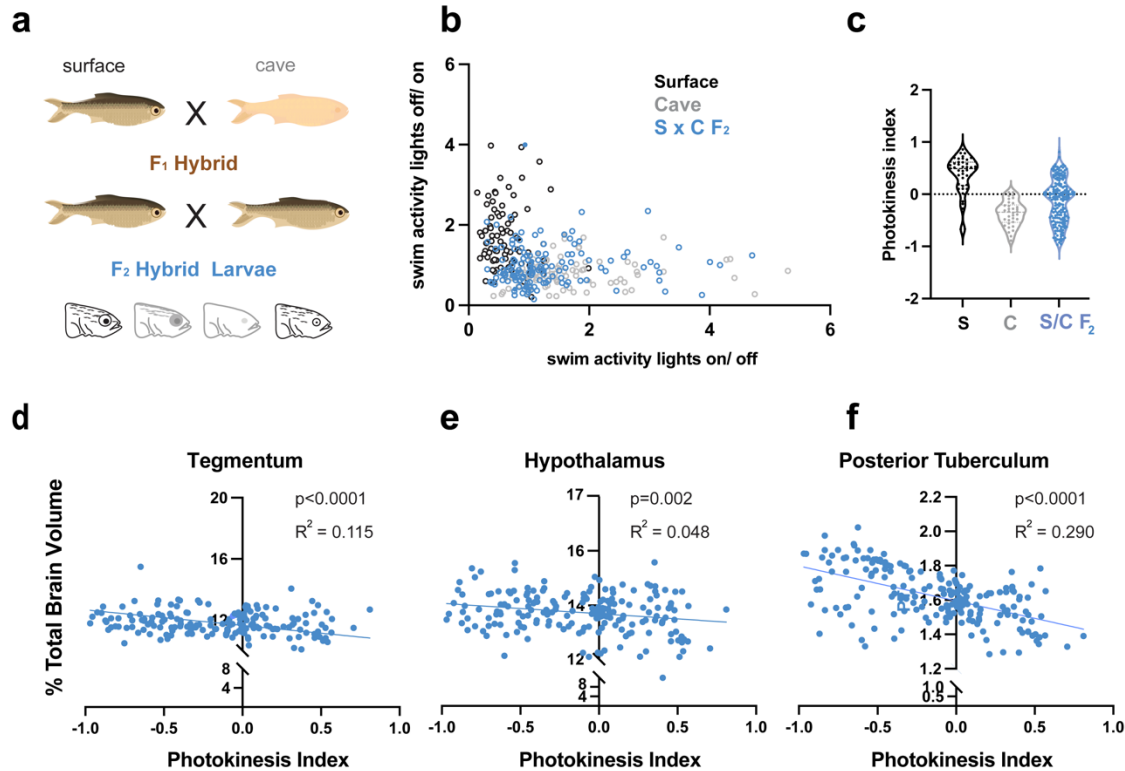 a
surface cave
X
F1 Hybrid
X
F2 Hybrid Larvae
b
swim activity lights off/ on
6
4
2
0
0 2 4 6
Surface
Cave
S x C F2
swim activity lights on/ off
c
Photokinesis index
2
1
0
-1
-2
S C S/C F2
d
% Total Brain Volume
Tegmentum
p<0.0001
R2 = 0.115
20
16
12
8
4
-1.0 -0.5 0.0 0.5 1.0
Photokinesis Index
e
Hypothalamus
p=0.002
R2 = 0.048
17
16
14
12
8
4
-1.0 -0.5 0.0 0.5 1.0
Photokinesis Index
f
Posterior Tuberculum
p<0.0001
R2 = 0.290
2.2
2.0
1.8
1.6
1.4
1.2
1.0
0.5
-1.0 -0.5 0.0 0.5 1.0
Photokinesis Index